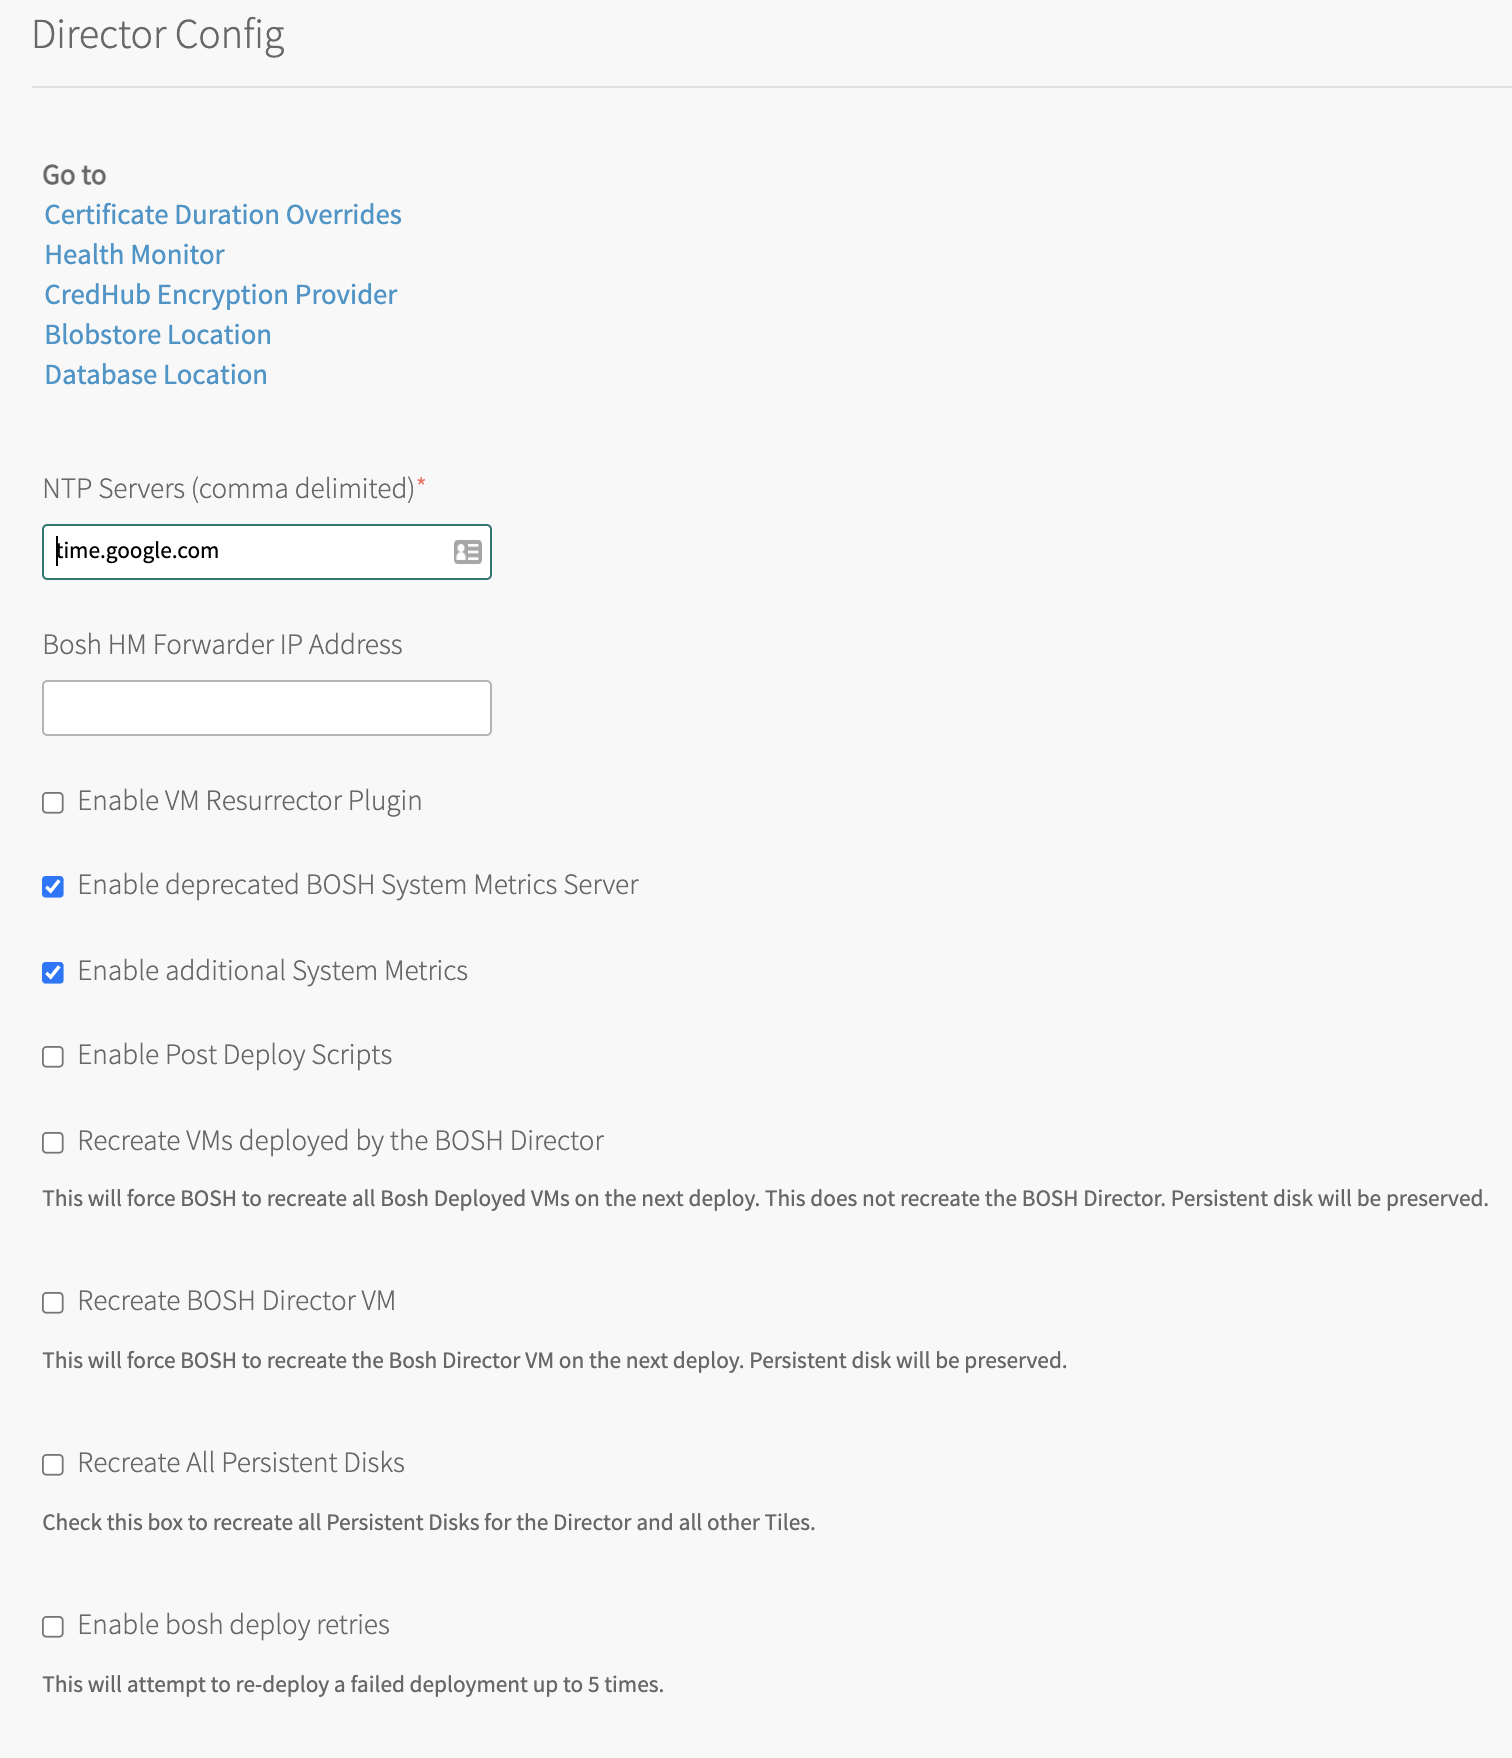 Director Config
Go to
Certificate Duration Overrides
Health Monitor
CredHub Encryption Provider
Blobstore Location
Database Location
NTP Servers (comma delimited)*
time.google.com
Bosh HM Forwarder IP Address
Enable VM Resurrector Plugin
Enable deprecated BOSH System Metrics Server
Enable additional System Metrics
Enable Post Deploy Scripts
Recreate VMs deployed by the BOSH Director
This will force BOSH to recreate all Bosh Deployed VMs on the next deploy. This does not recreate the BOSH Director. Persistent disk will be preserved.
Recreate BOSH Director VM
This will force BOSH to recreate the Bosh Director VM on the next deploy. Persistent disk will be preserved.
Recreate All Persistent Disks
Check this box to recreate all Persistent Disks for the Director and all other Tiles.
Enable bosh deploy retries
This will attempt to re-deploy a failed deployment up to 5 times.